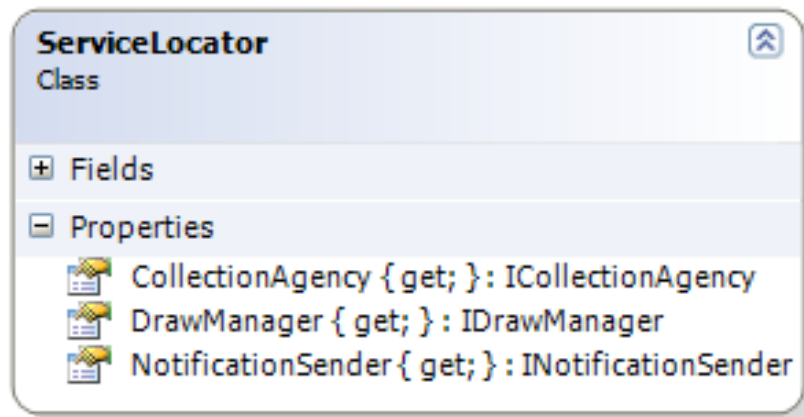 ServiceLocator
Class
Fields
Properties
CollectionAgency { get; } : ICollectionAgency
DrawManager { get; } : IDrawManager
NotificationSender { get; } : INotificationSender